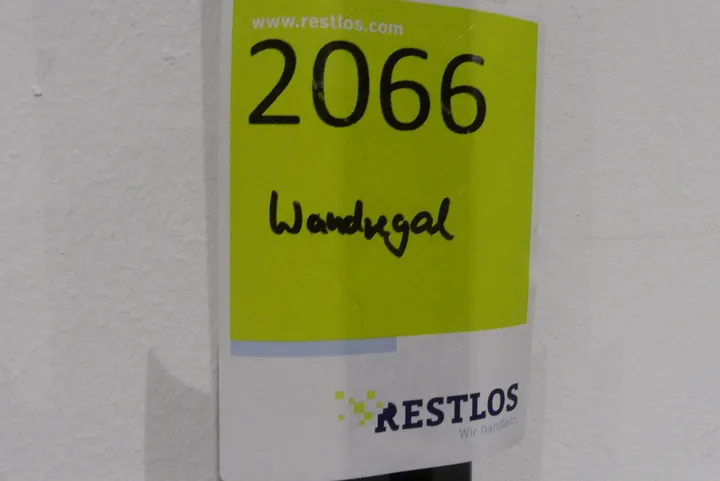 www.restlos.com
2066
Wandregal
RESTLOS
Wir handeln